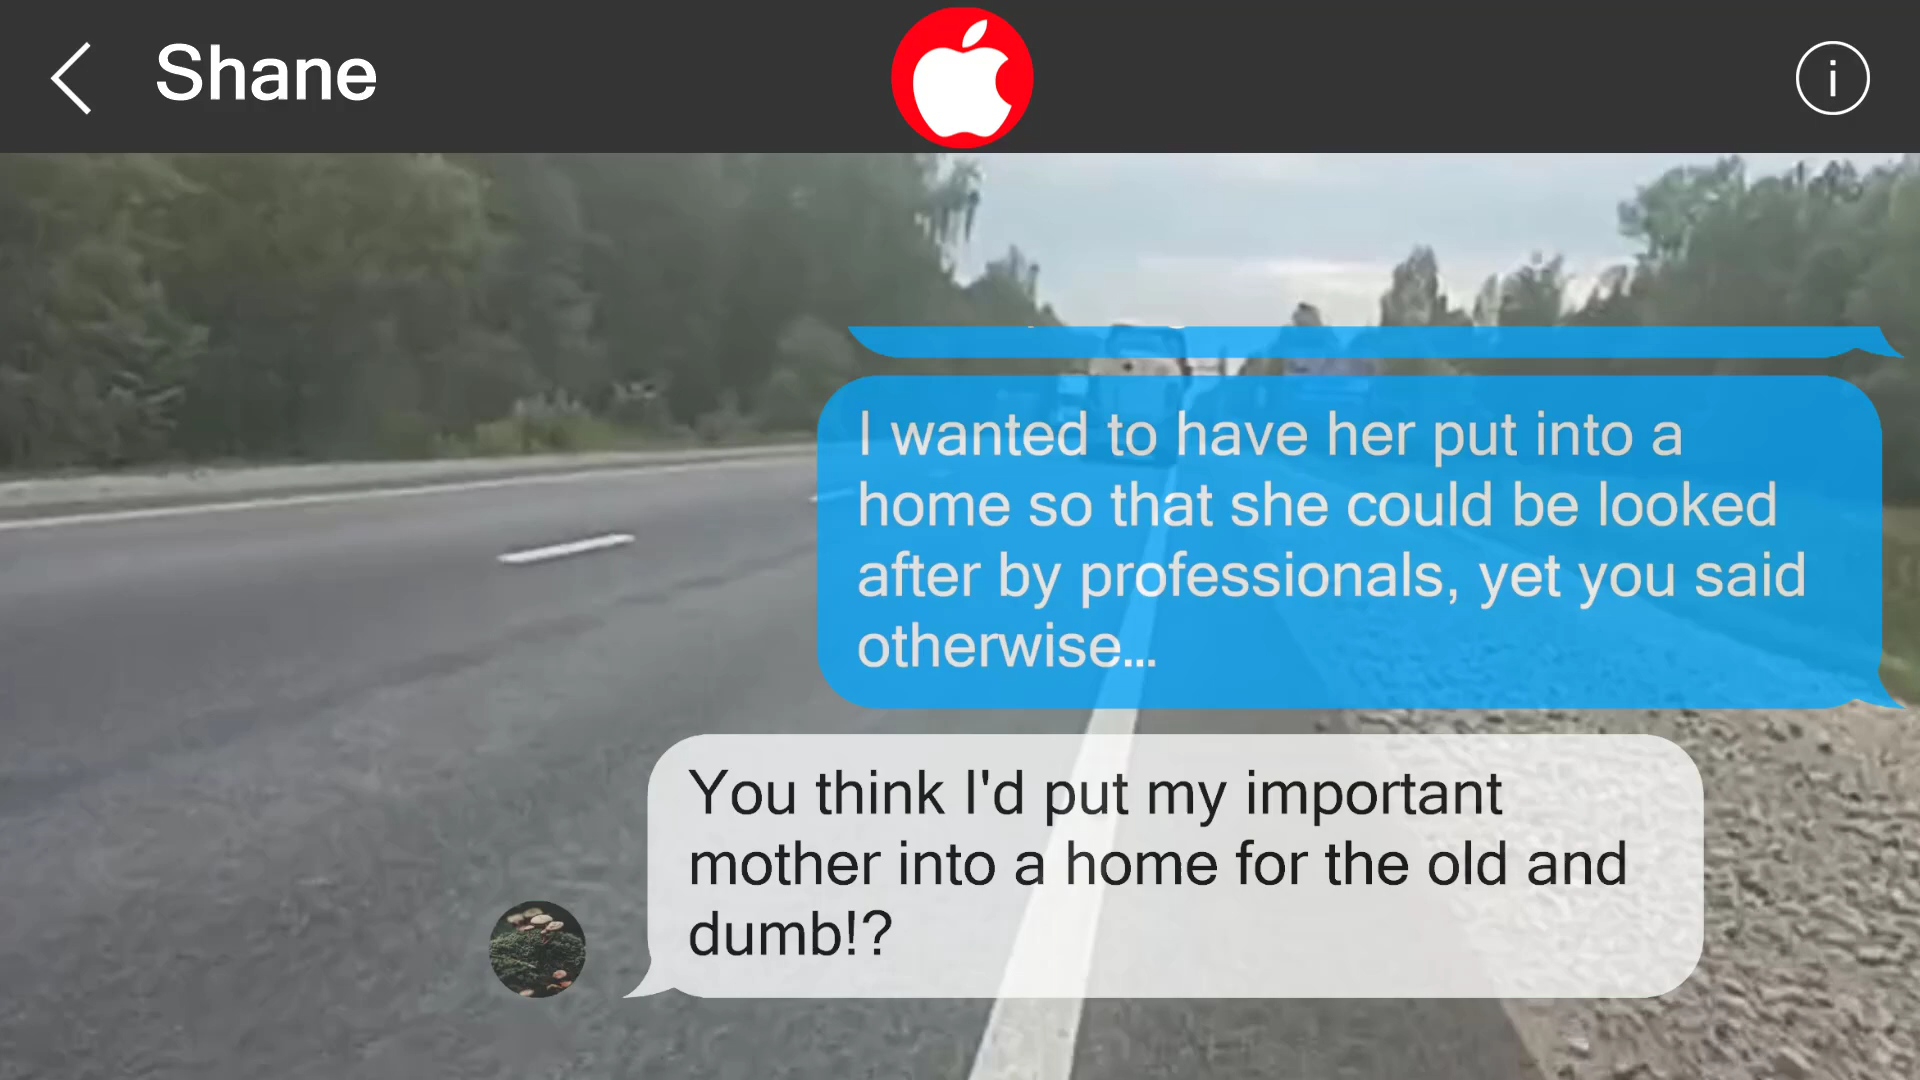 Shane
I wanted to have her put into a
home so that she could be looked
after by professionals, yet you said
otherwise...
You think I'd put my important
mother into a home for the old and
dumb!?